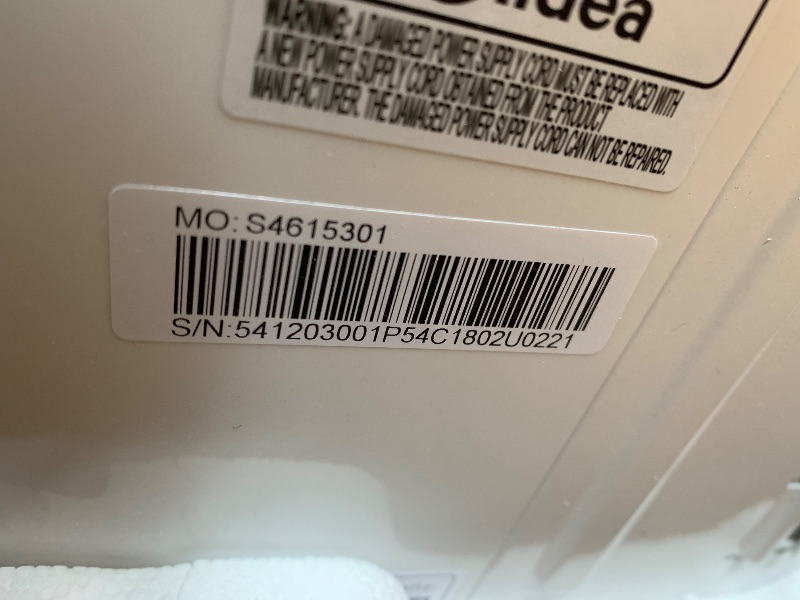 WARNING: A DAMAGED POWER SUPPLY CORD MUST BE REPLACED WITH
A NEW POWER SUPPLY CORD OBTAINED FROM THE PRODUCT
MANUFACTURER. THE DAMAGED POWER SUPPLY CORD CAN NOT BE REPAIRED.
MO: S4615301
S/N:541203001P54C1802U0221